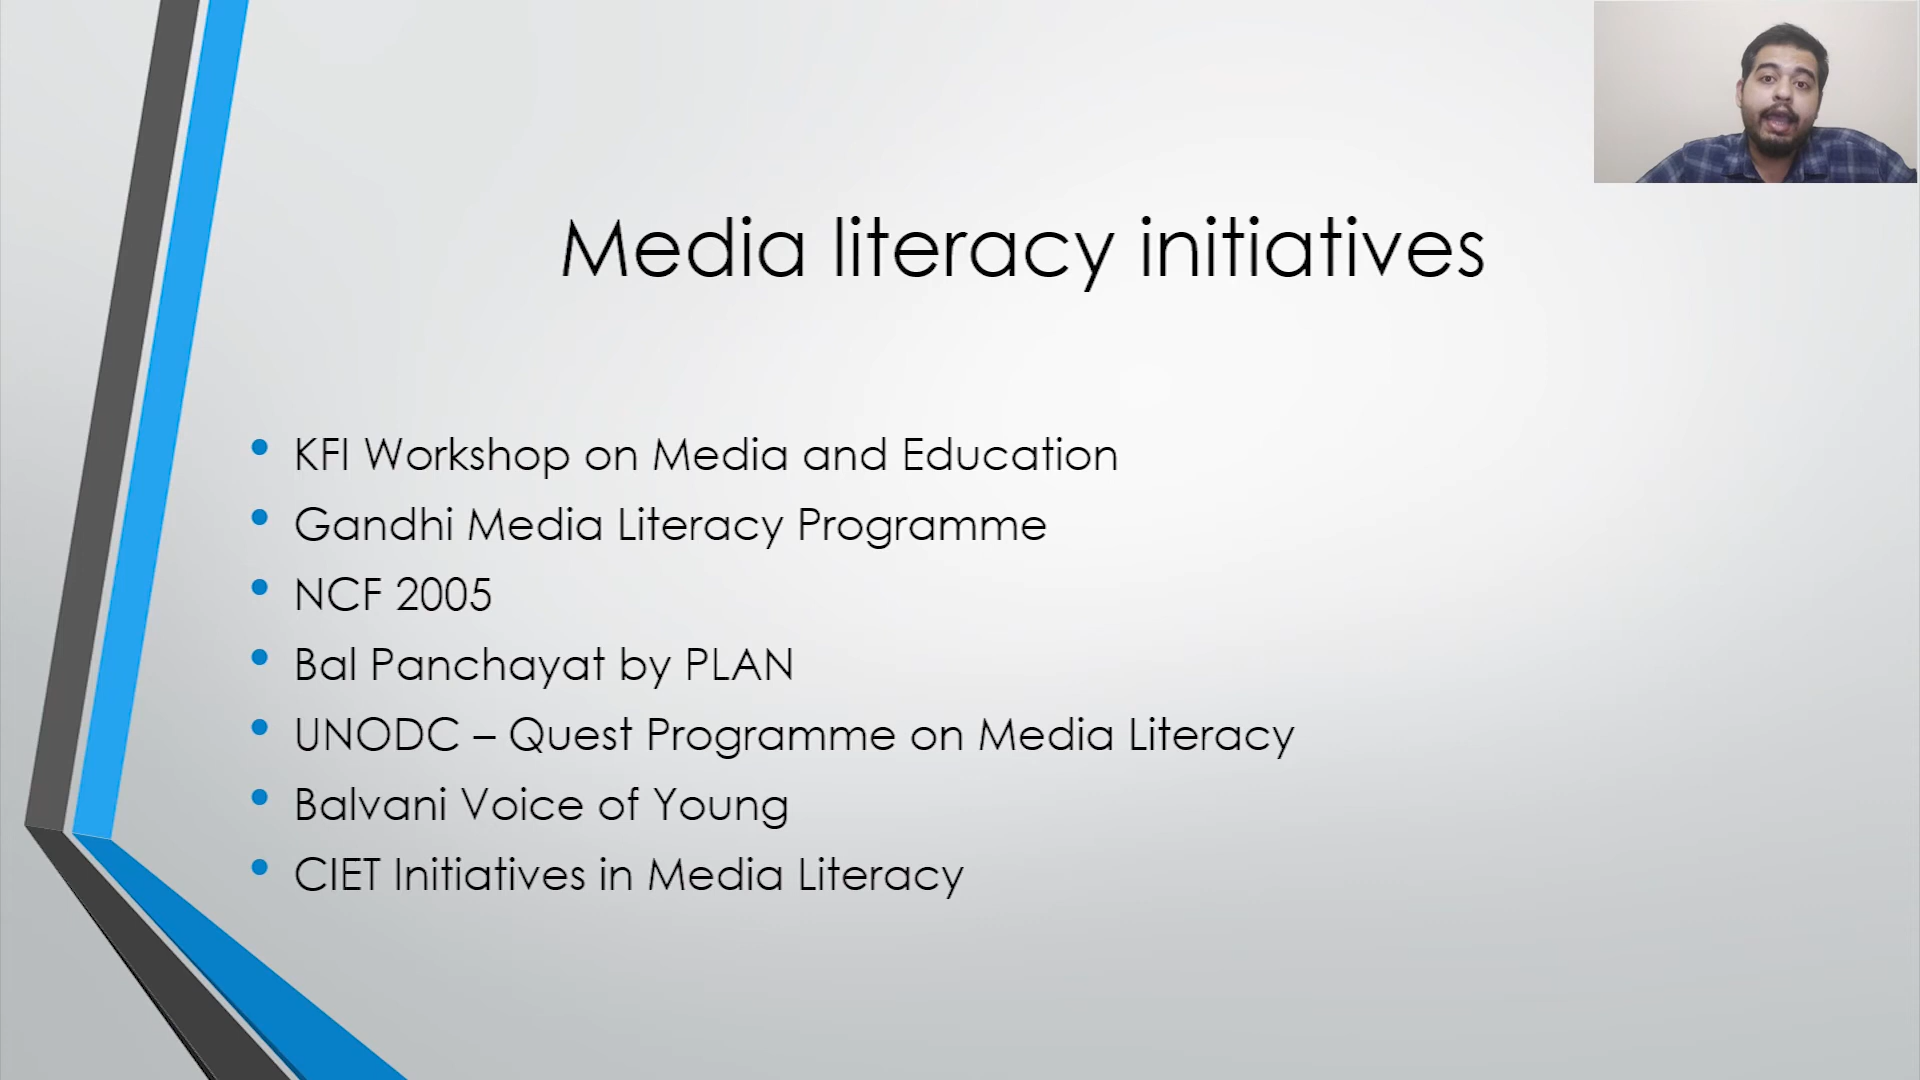 Media literacy initiatives
• KFI Workshop on Media and Education
• Gandhi Media Literacy Programme
• NCF 2005
• Bal Panchayat by PLAN
• UNODC – Quest Programme on Media Literacy
• Balvani Voice of Young
• CIET Initiatives in Media Literacy